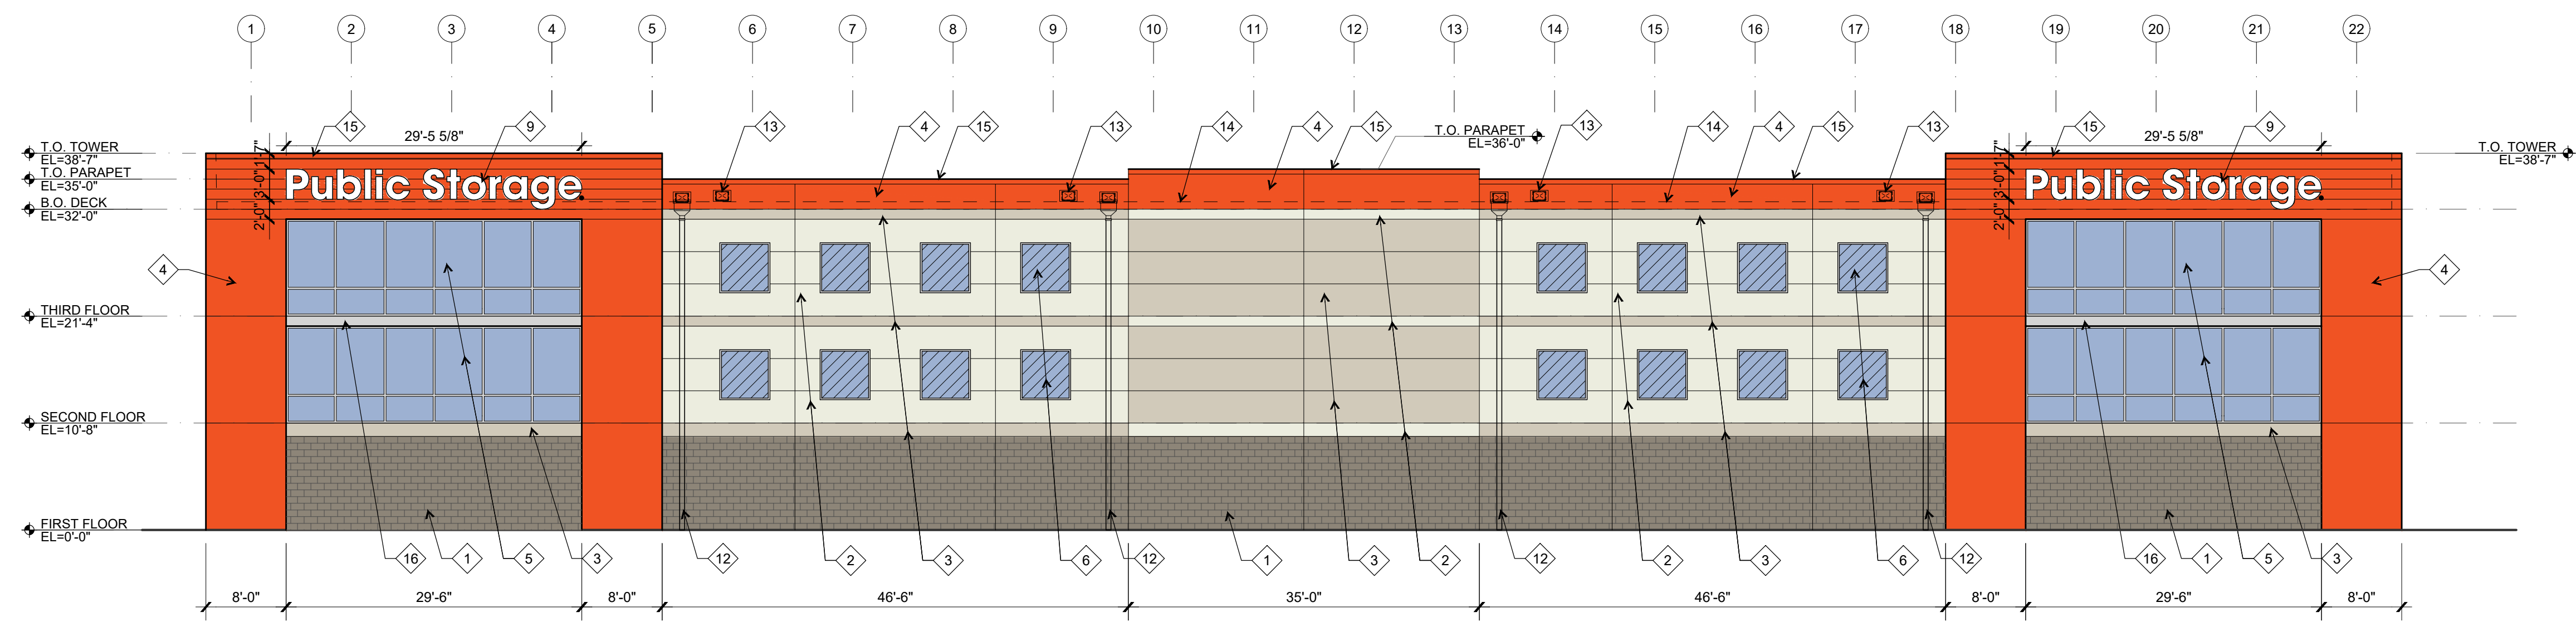 1 2 3 4 5 6 7 8 9 10 11 12 13 14 15 16 17 18 19 20 21 22
15 9 13 4 15 13 14 4 15 13 14 4 15 13 15 9
29'-5 5/8"
29'-5 5/8"
T.O. PARAPET
EL=36'-0"
T.O. TOWER
EL=38'-7"
T.O. PARAPET
EL=35'-0"
B.O. DECK
EL=32'-0"
THIRD FLOOR
EL=21'-4"
SECOND FLOOR
EL=10'-8"
FIRST FLOOR
EL=0'-0"
T.O. TOWER
EL=38'-7"
2'-0" 3'-0" 1'-7"
Public Storage
2'-0" 3'-0" 1'-7"
Public Storage
4
4
16 1 5 3 12 2 3 6 12 1 3 2 12 2 3 6 12 16 1 5 3
8'-0" 29'-6" 8'-0" 46'-6" 35'-0" 46'-6" 8'-0" 29'-6" 8'-0"